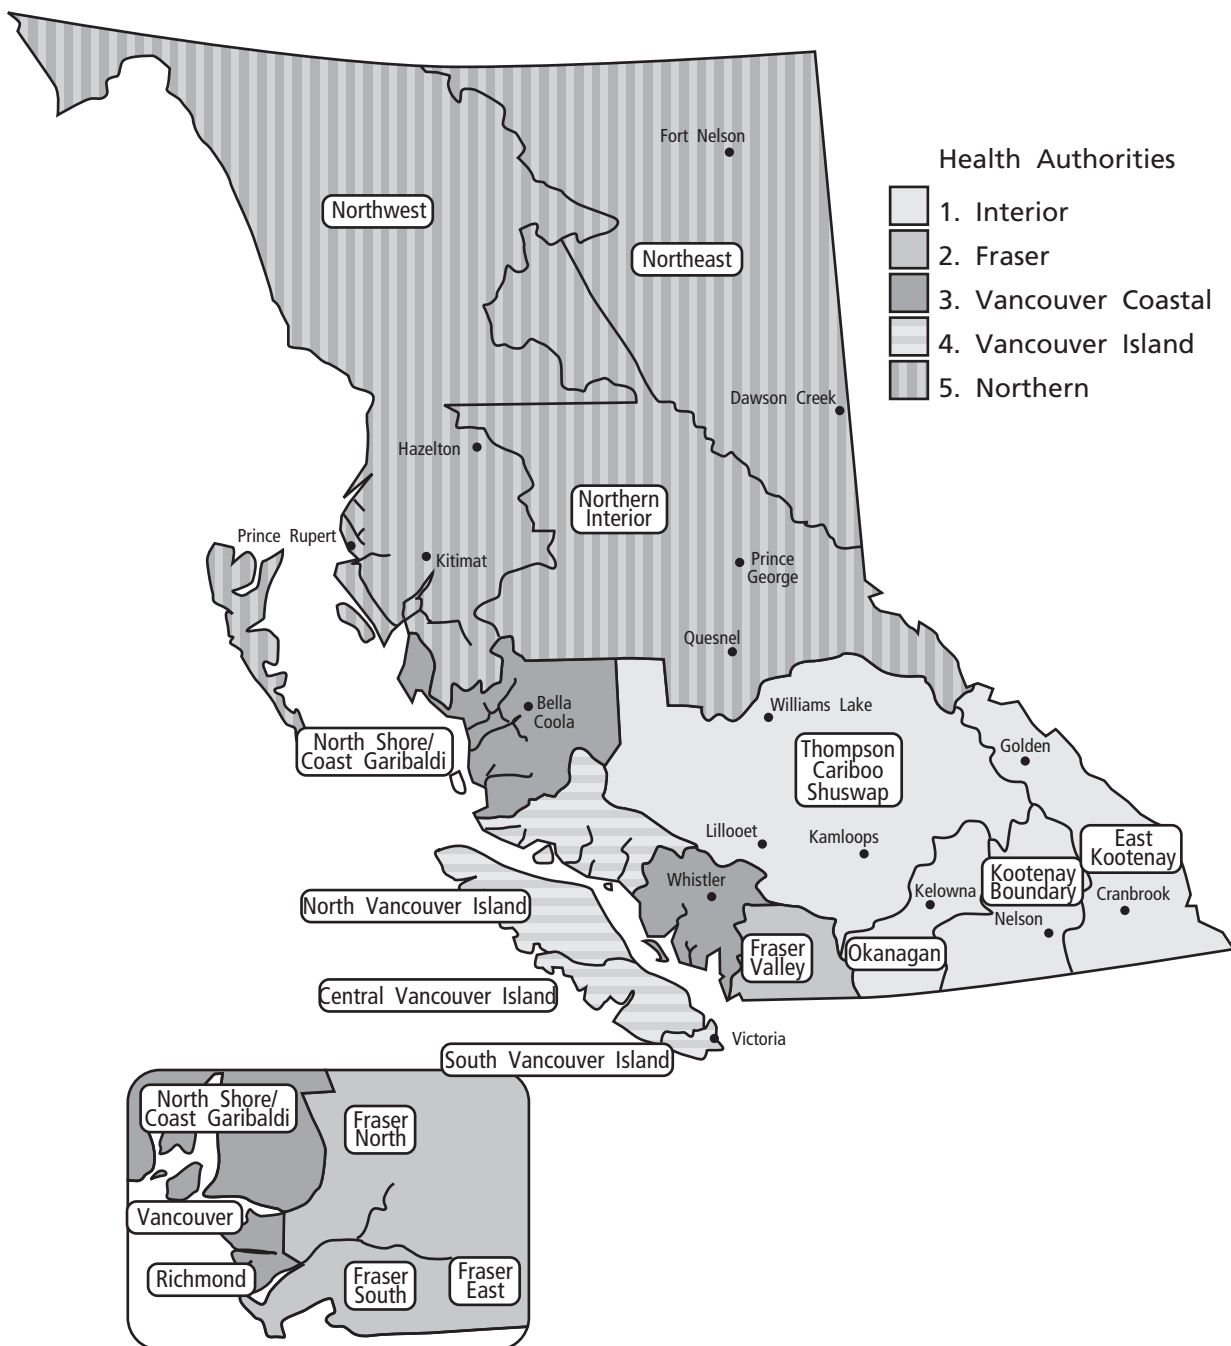 Fort Nelson
Health Authorities
1. Interior
2. Fraser
3. Vancouver Coastal
4. Vancouver Island
5. Northern
Northwest
Northeast
Dawson Creek
Hazelton
Northern
Interior
Prince Rupert
Kitimat
Prince
George
Quesnel
Bella
Coola
Williams Lake
North Shore/
Coast Garibaldi
Thompson
Cariboo
Shuswap
Golden
Lillooet
Kamloops
East
Kootenay
Whistler
Kelowna
Kootenay
Boundary
Cranbrook
North Vancouver Island
Nelson
Fraser
Valley
Okanagan
Central Vancouver Island
Victoria
South Vancouver Island
North Shore/
Coast Garibaldi
Fraser
North
Vancouver
Richmond
Fraser
South
Fraser
East